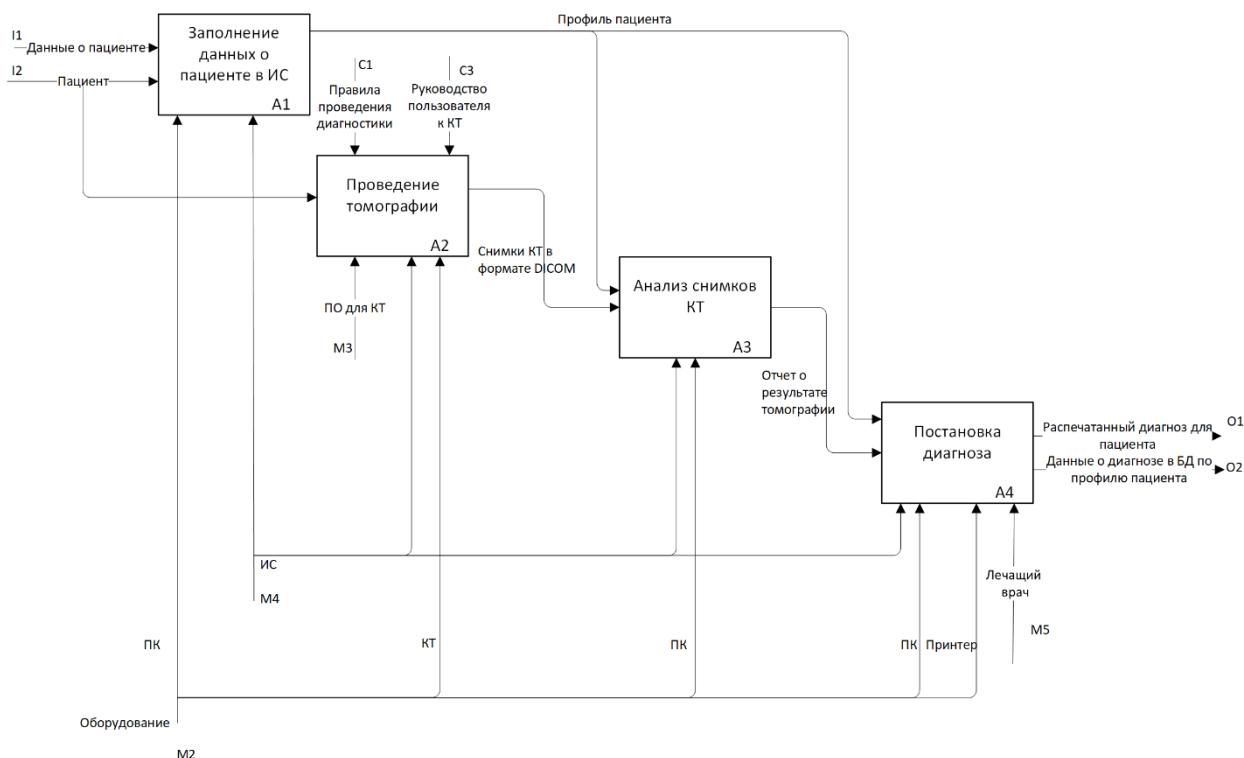 Профиль пациента
I1
Данные о пациенте
I2
Пациент
Заполнение
данных о
пациенте в ИС
A1
C1
Правила
проведения
диагностики
C3
Руководство
пользователя
к КТ
Проведение
томографии
A2
Снимки КТ в
формате DICOM
ПО для КТ
M3
Анализ снимков
КТ
A3
Отчет о
результате
томографии
Постановка
диагноза
A4
Распечатанный диагноз для
пациента
O1
Данные о диагнозе в БД по
профилю пациента
O2
ИС
M4
Лечащий
врач
M5
ПК
КТ
ПК
ПК
Принтер
Оборудование
M2